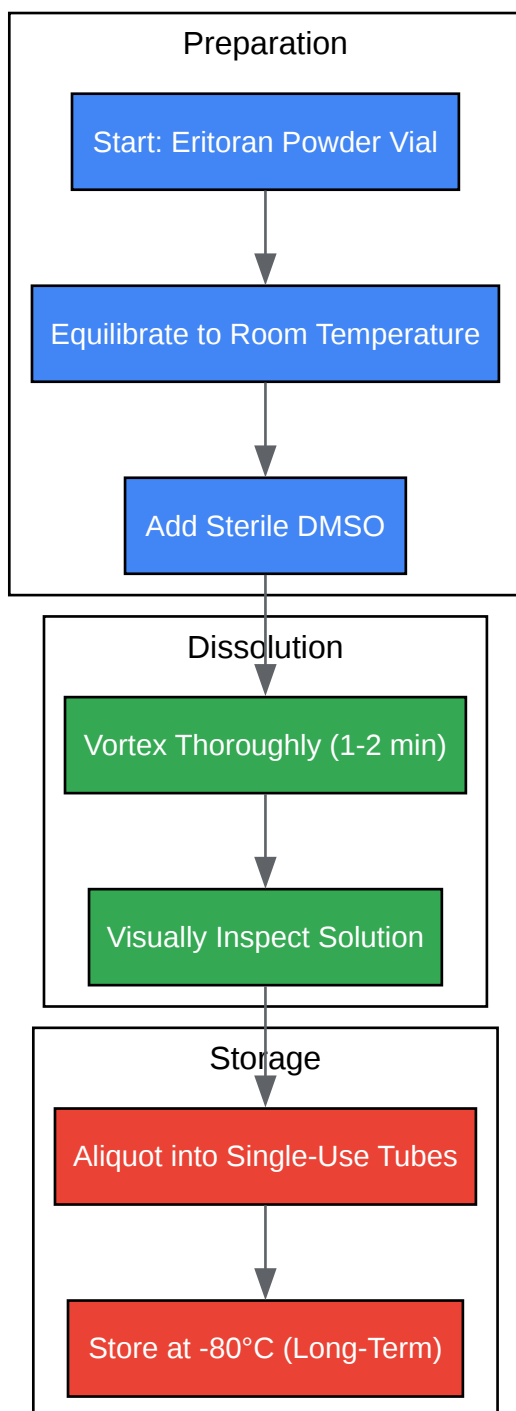 Preparation
Start: Eritoran Powder Vial
Equilibrate to Room Temperature
Add Sterile DMSO
Dissolution
Vortex Thoroughly (1-2 min)
Visually Inspect Solution
Storage
Aliquot into Single-Use Tubes
Store at -80°C (Long-Term)